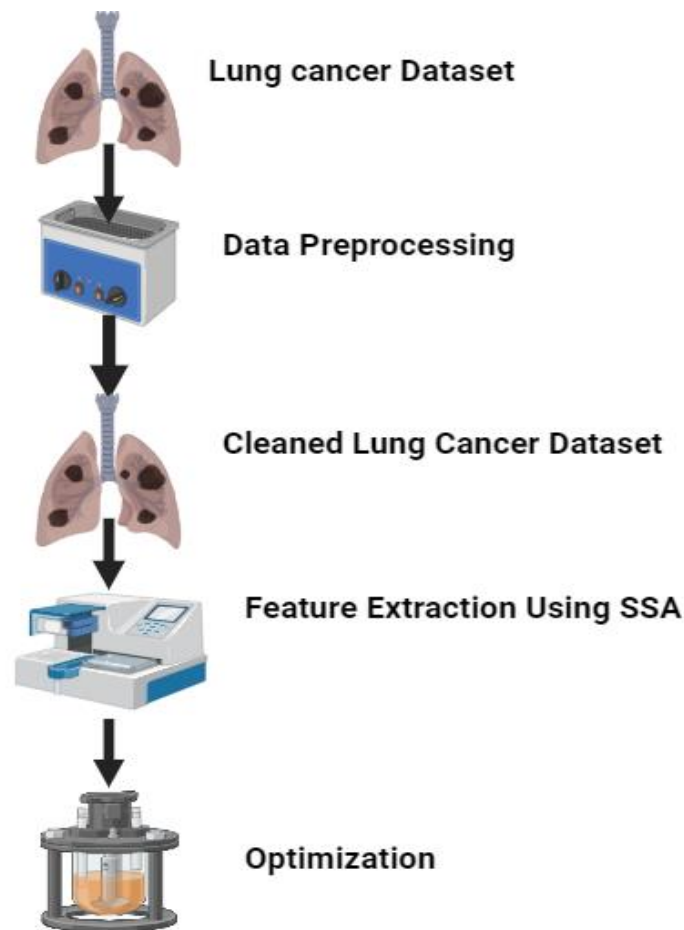 Lung cancer Dataset
Data Preprocessing
Cleaned Lung Cancer Dataset
Feature Extraction Using SSA
Optimization